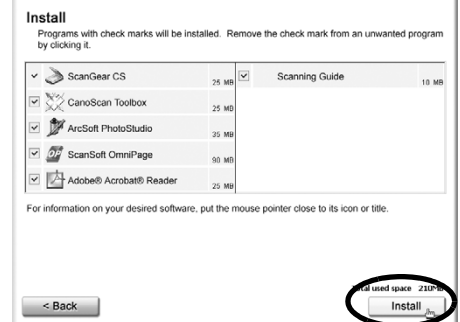 Install
Programs with check marks will be installed. Remove the check mark from an unwanted program
by clicking it.
ScanGear CS 25 MB
Scanning Guide 10 MB
CanoScan Toolbox 25 MB
ArcSoft PhotoStudio 35 MB
ScanSoft OmniPage 90 MB
Adobe® Acrobat® Reader 25 MB
For information on your desired software, put the mouse pointer close to its icon or title.
Total used space 210MB
< Back
Install